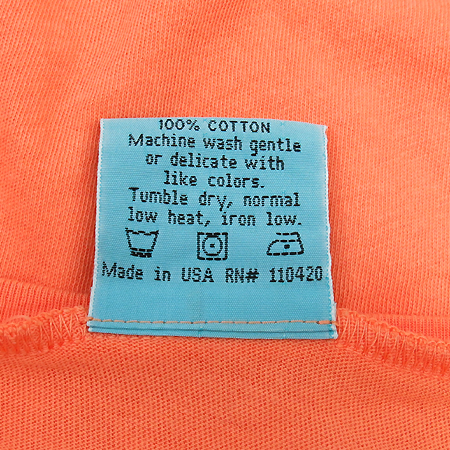 100% COTTON
Machine wash gentle
or delicate with
like colors.
Tumble dry, normal
low heat, iron low.
Made in USA RN# 110420